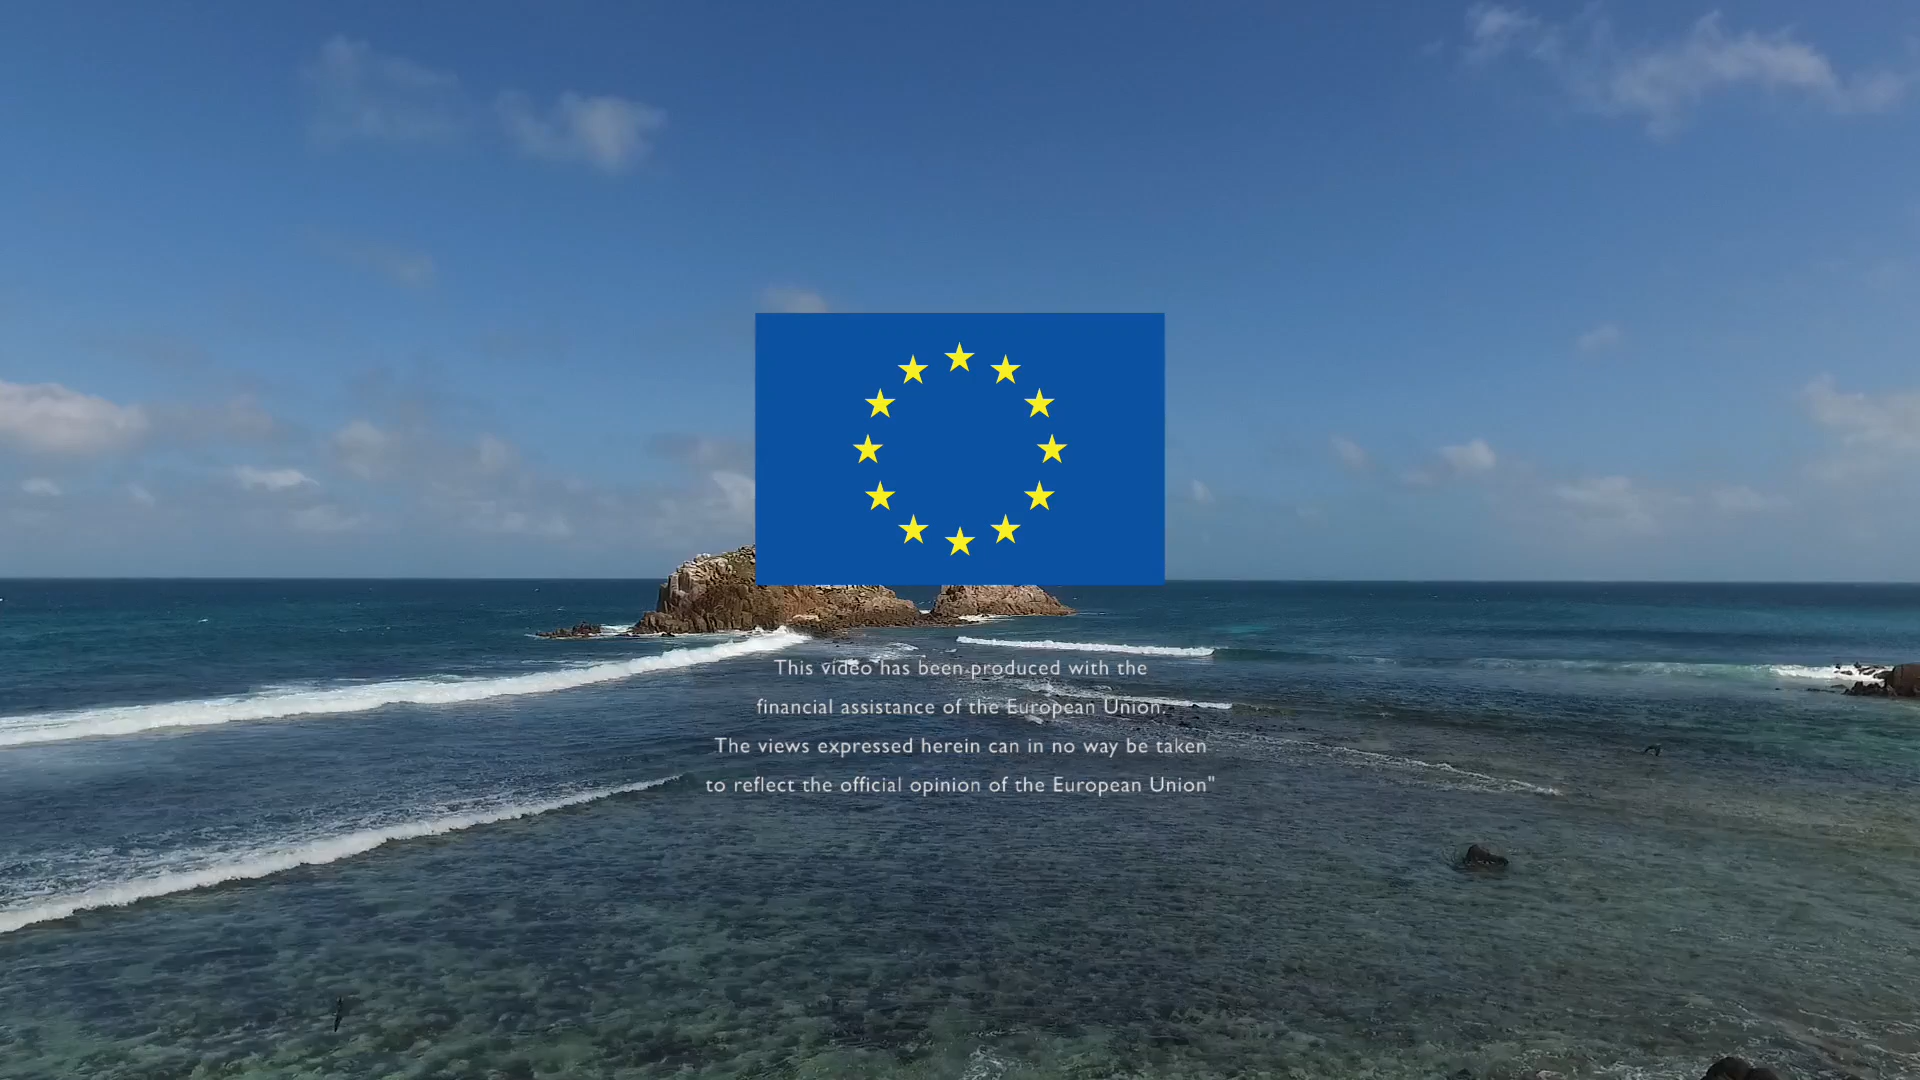 This video has been produced with the
financial assistance of the European Union.
The views expressed herein can in no way be taken
to reflect the official opinion of the European Union"